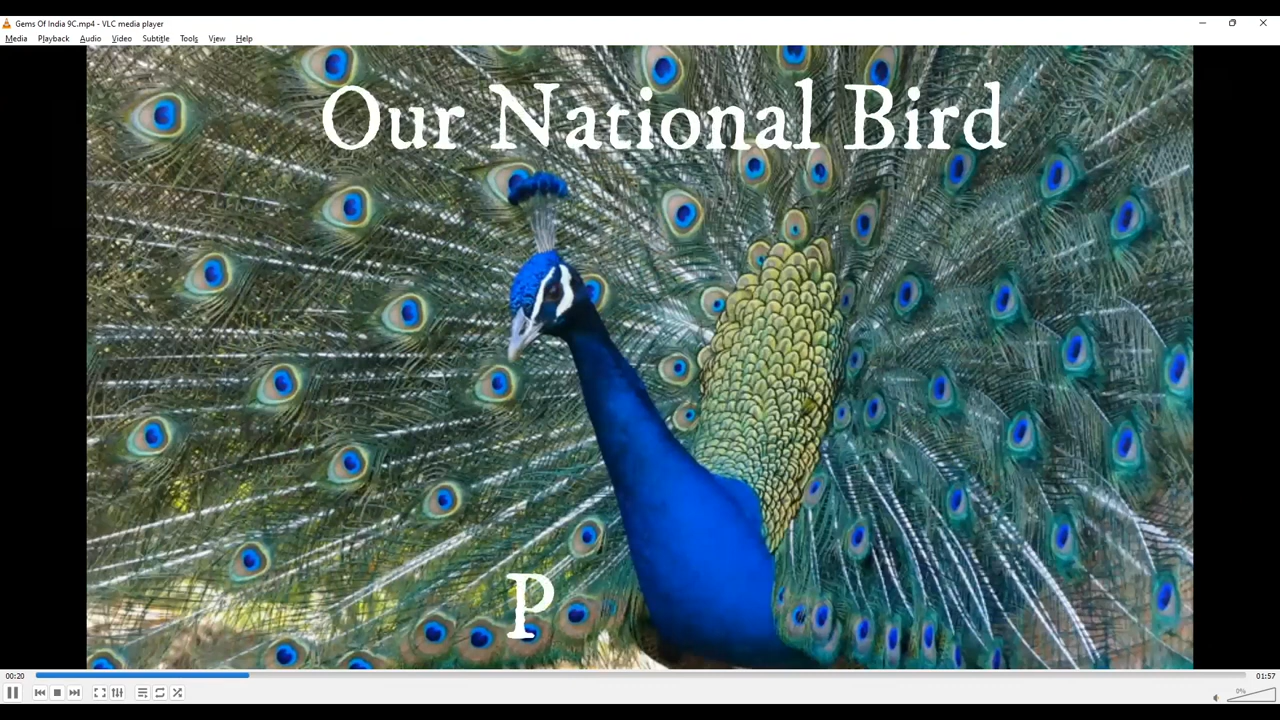 Gems Of India 9C.mp4 - VLC media player
Media Playback Audio Video Subtitle Tools View Help
Our National Bird
P
00:20 01:57
0%